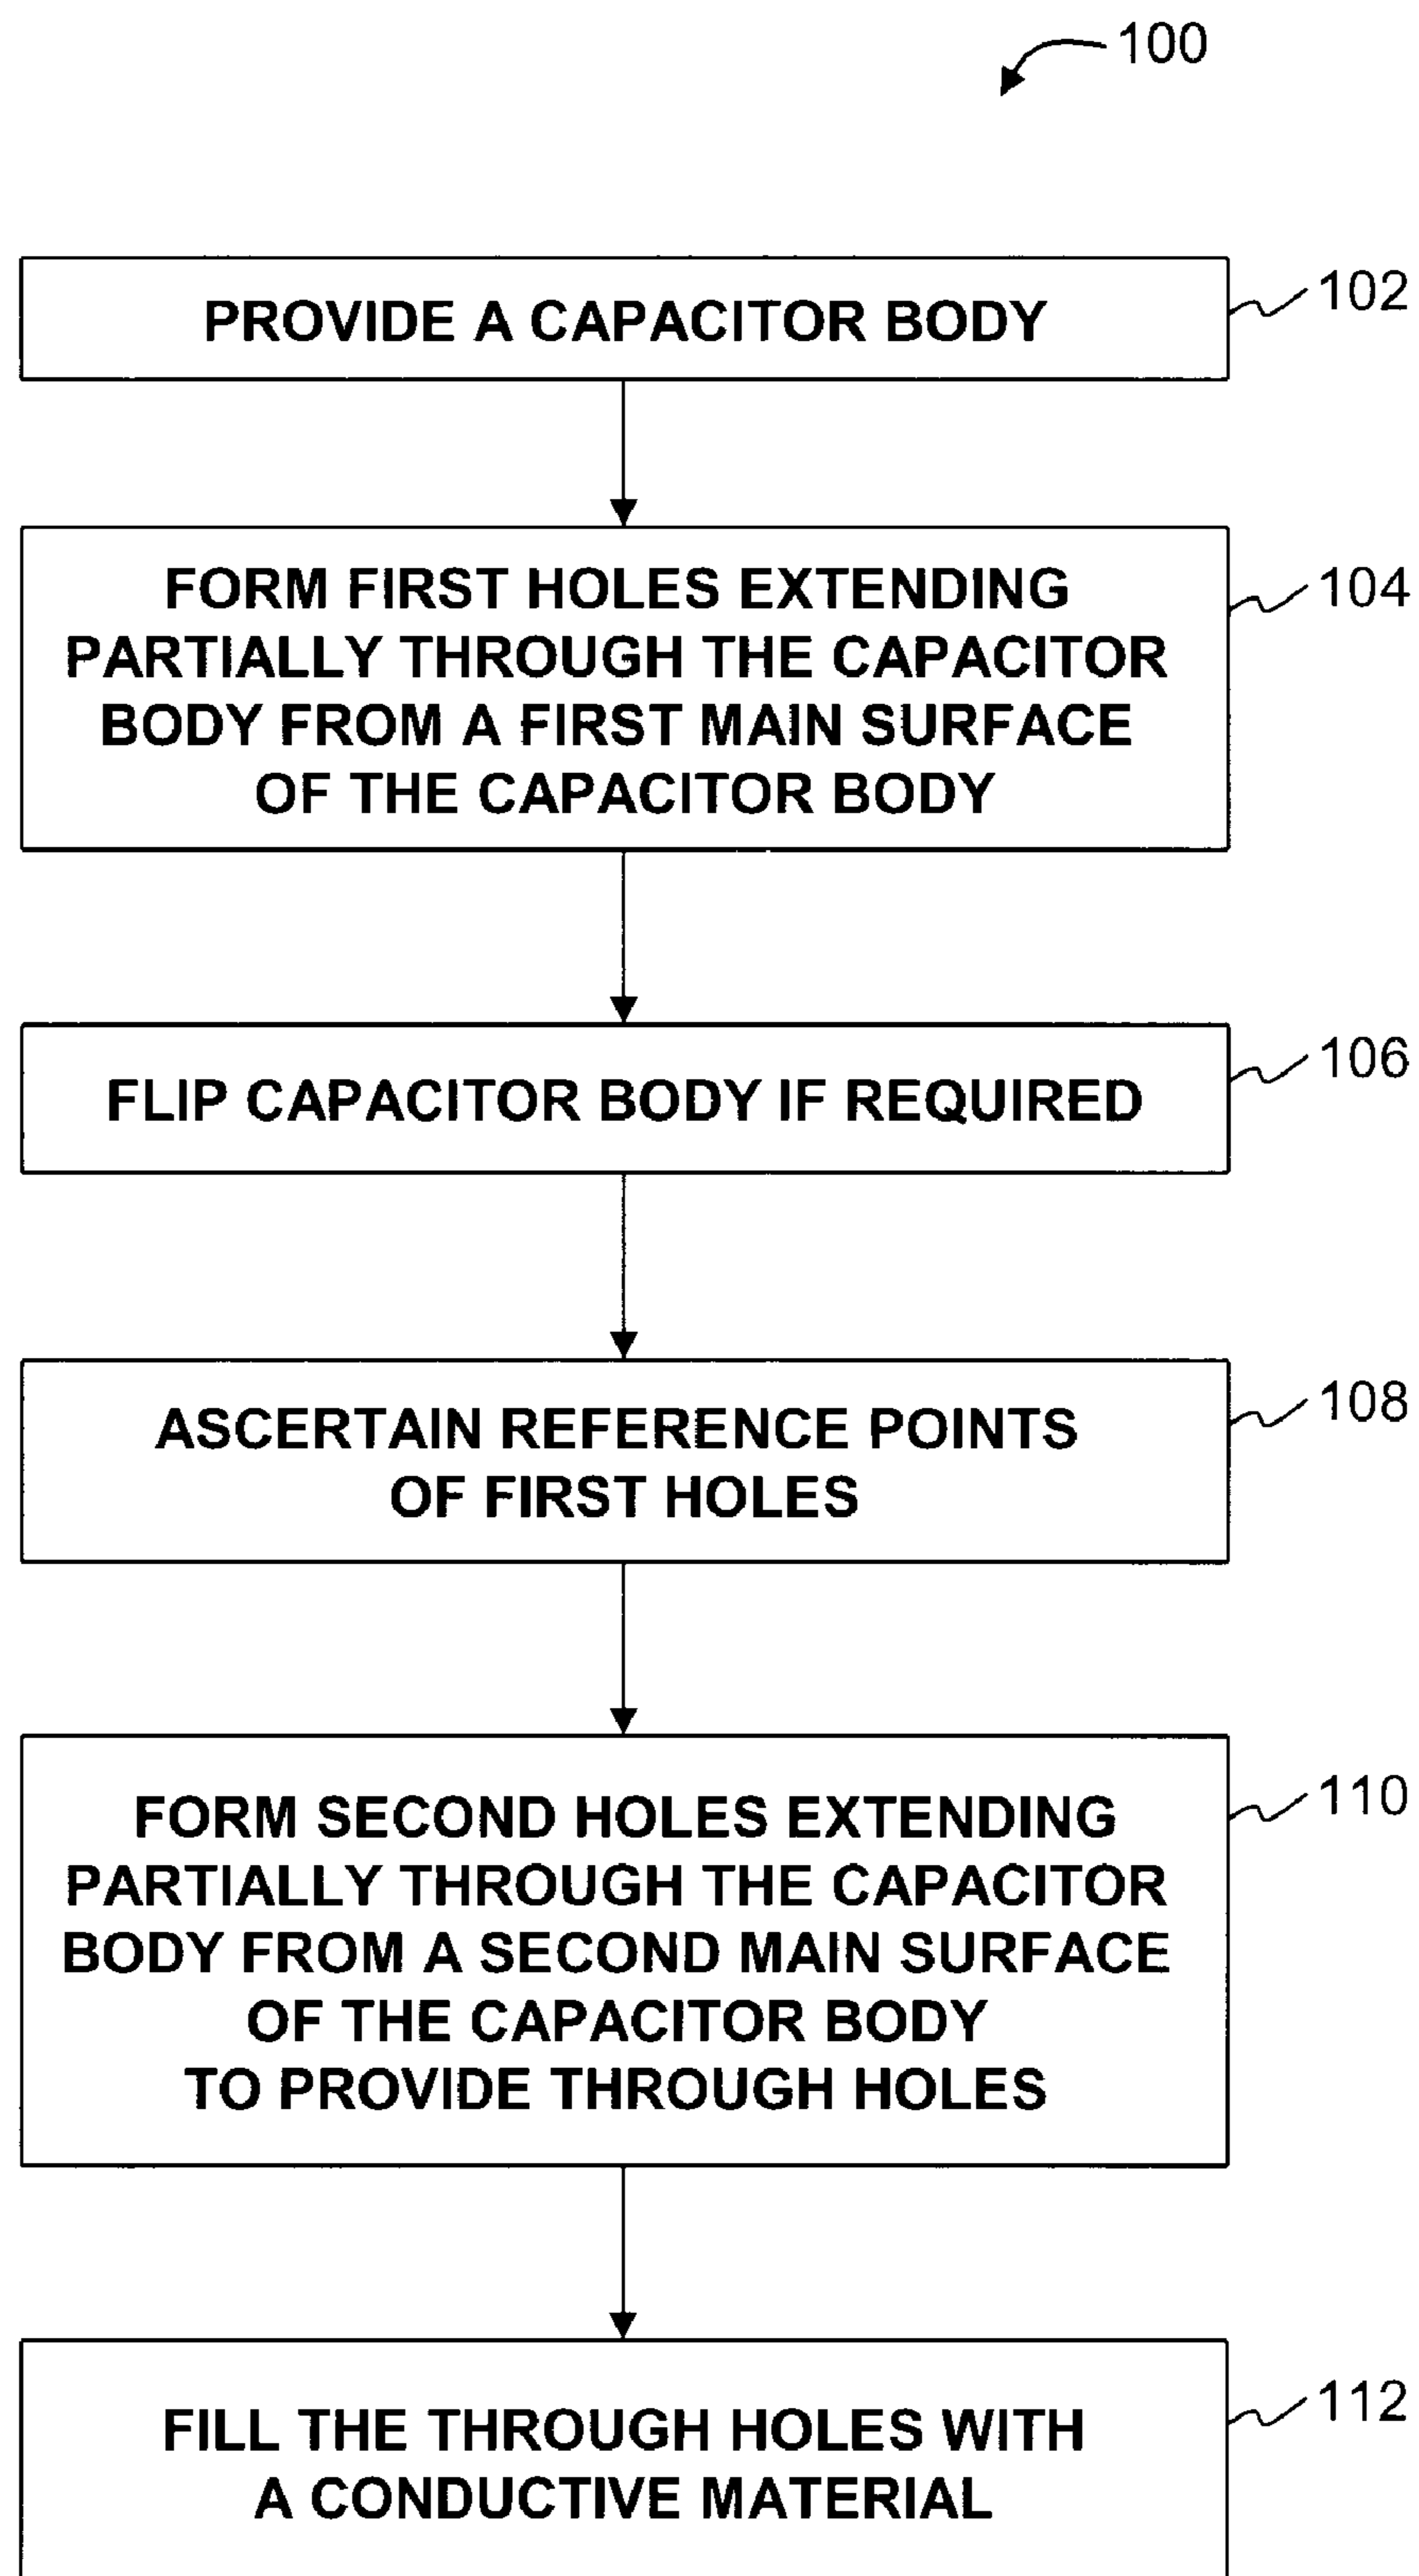 100
PROVIDE A CAPACITOR BODY
102
FORM FIRST HOLES EXTENDING
PARTIALLY THROUGH THE CAPACITOR
BODY FROM A FIRST MAIN SURFACE
OF THE CAPACITOR BODY
104
FLIP CAPACITOR BODY IF REQUIRED
106
ASCERTAIN REFERENCE POINTS
OF FIRST HOLES
108
FORM SECOND HOLES EXTENDING
PARTIALLY THROUGH THE CAPACITOR
BODY FROM A SECOND MAIN SURFACE
OF THE CAPACITOR BODY
TO PROVIDE THROUGH HOLES
110
FILL THE THROUGH HOLES WITH
A CONDUCTIVE MATERIAL
112